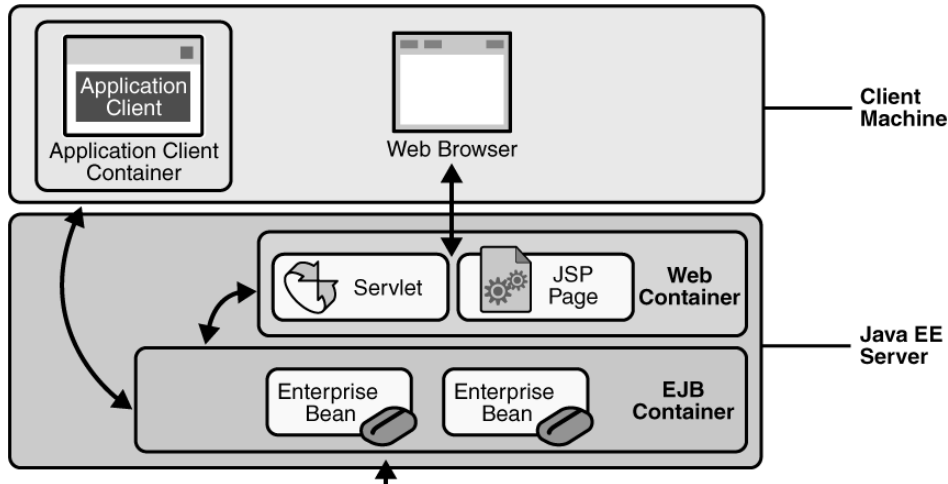 Application
Client
Application Client
Container
Web Browser
Client
Machine
Servlet
JSP
Page
Web
Container
Java EE
Server
Enterprise
Bean
Enterprise
Bean
EJB
Container